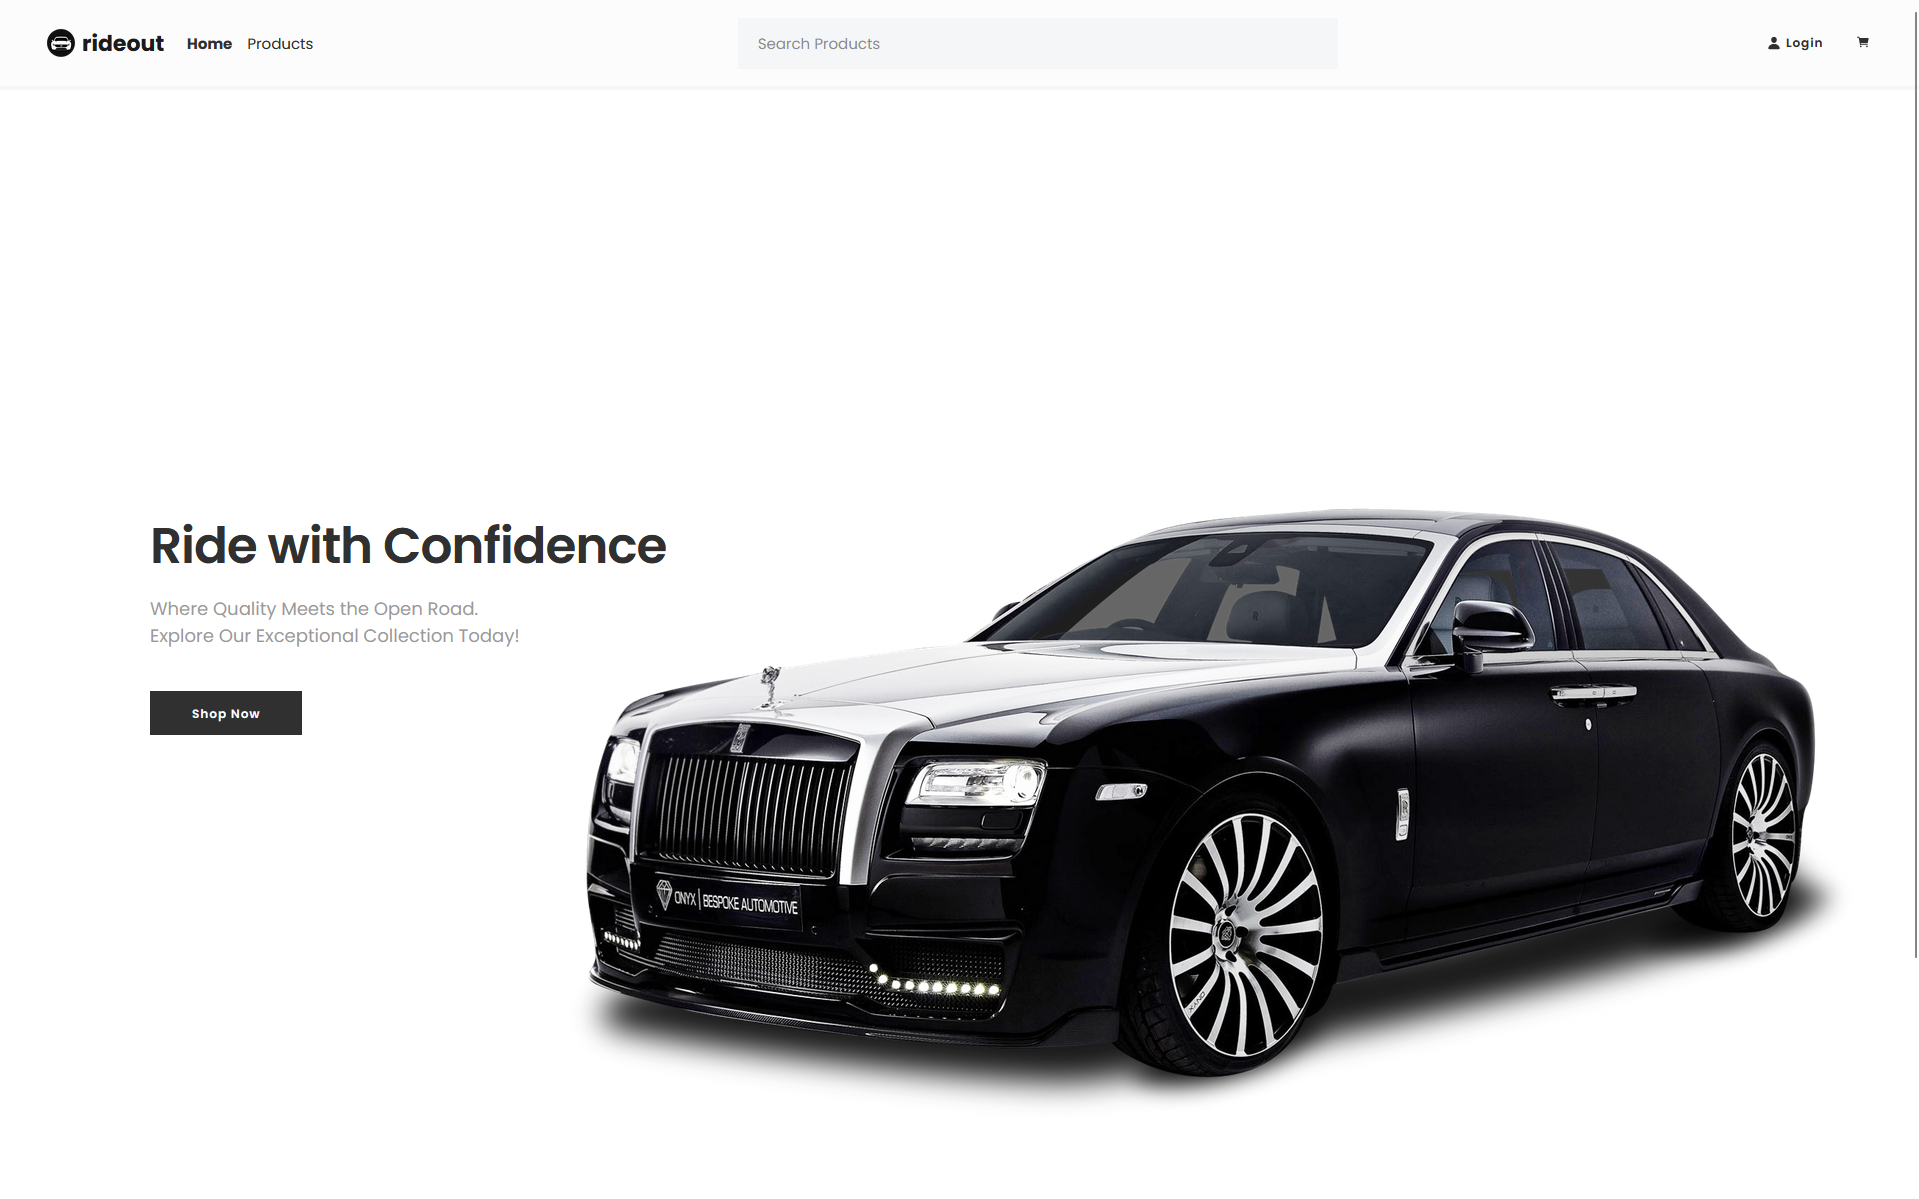 rideout
Home
Products
Search Products
Login
Ride with Confidence
Where Quality Meets the Open Road.
Explore Our Exceptional Collection Today!
Shop Now
ONYX | BESPOKE AUTOMOTIVE